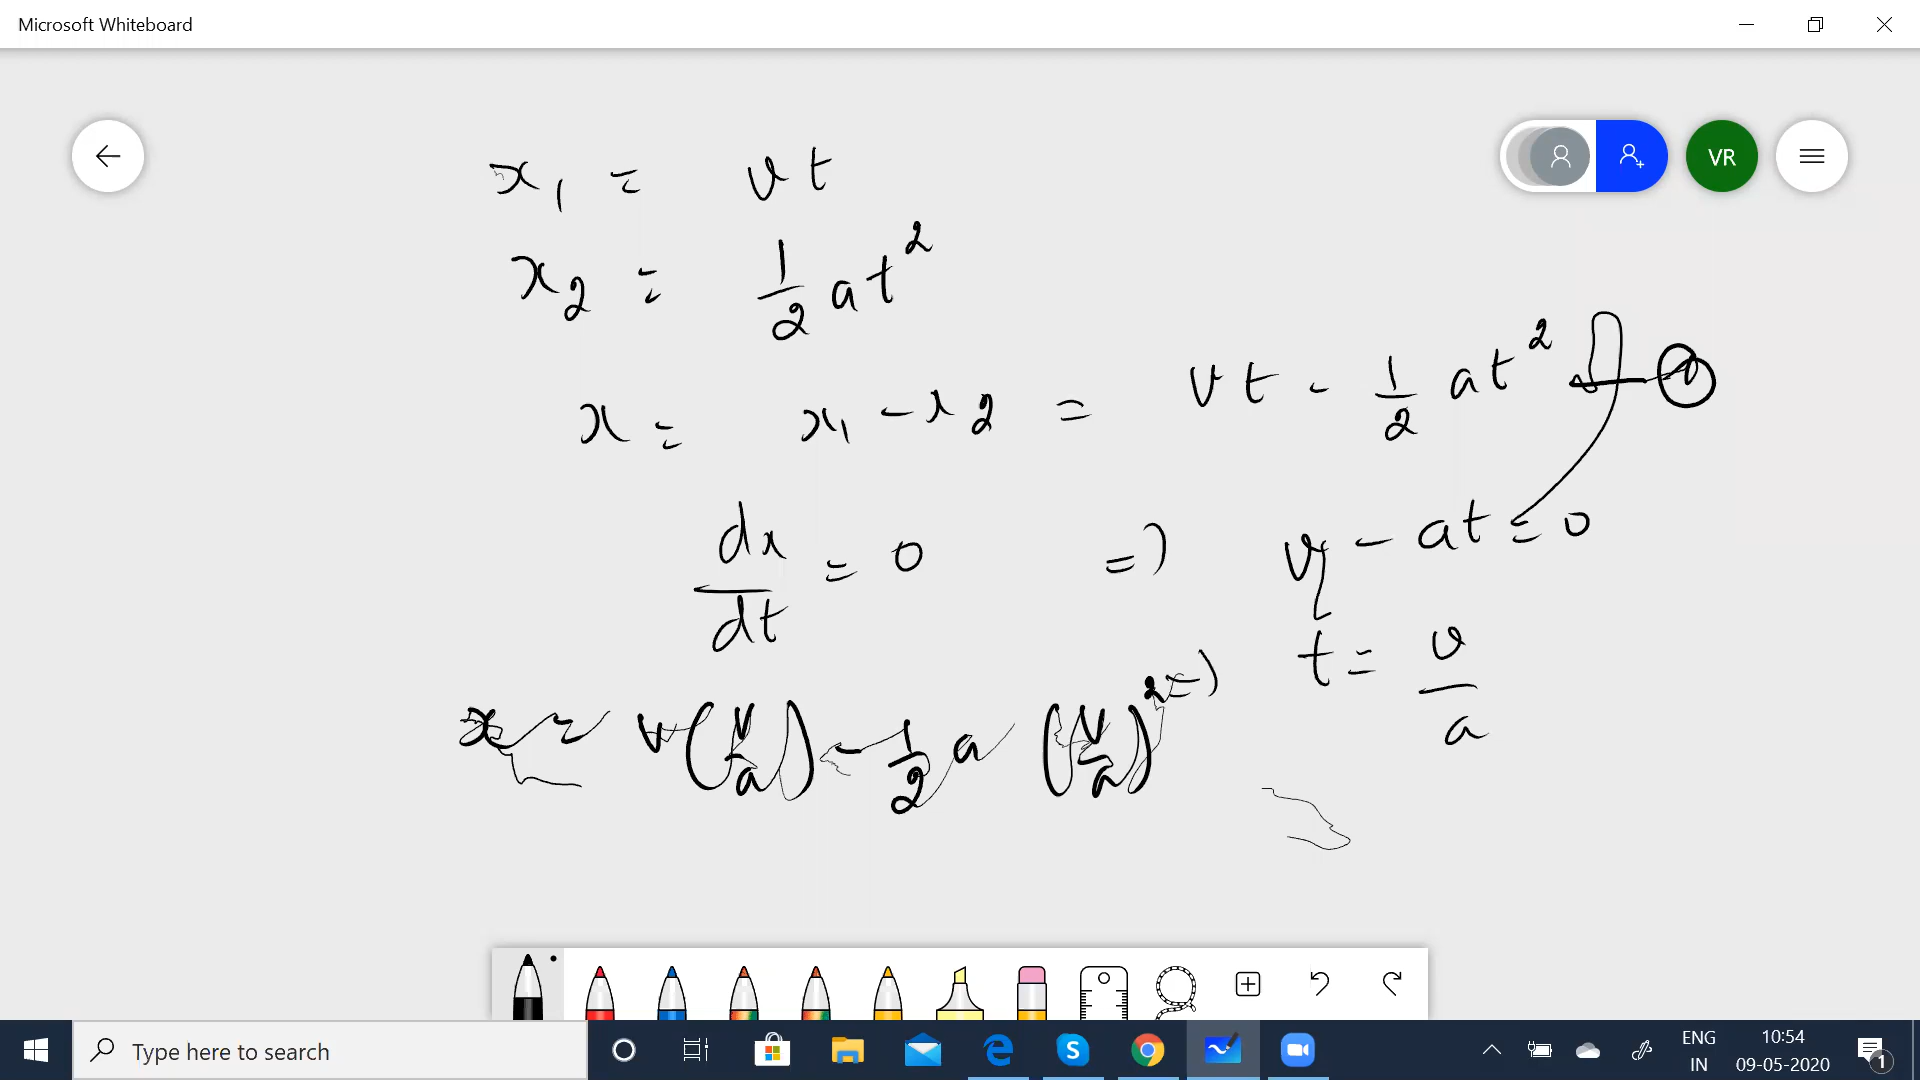 Microsoft Whiteboard
VR
x₁ = vt
x₂ = 1/2 at²
x = x₁ - x₂ = vt - 1/2 at²
dx/dt = 0 => v - at = 0
=> t = v/a
x = v(v/a) - 1/2 a (v/a)²
Type here to search
ENG
IN
10:54
09-05-2020
1